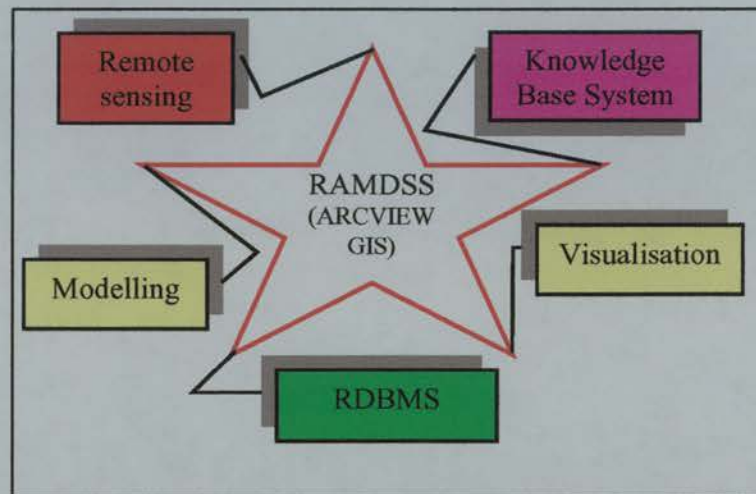 Remote
sensing
Knowledge
Base System
RAMDSS
(ARCVIEW
GIS)
Modelling
Visualisation
RDBMS